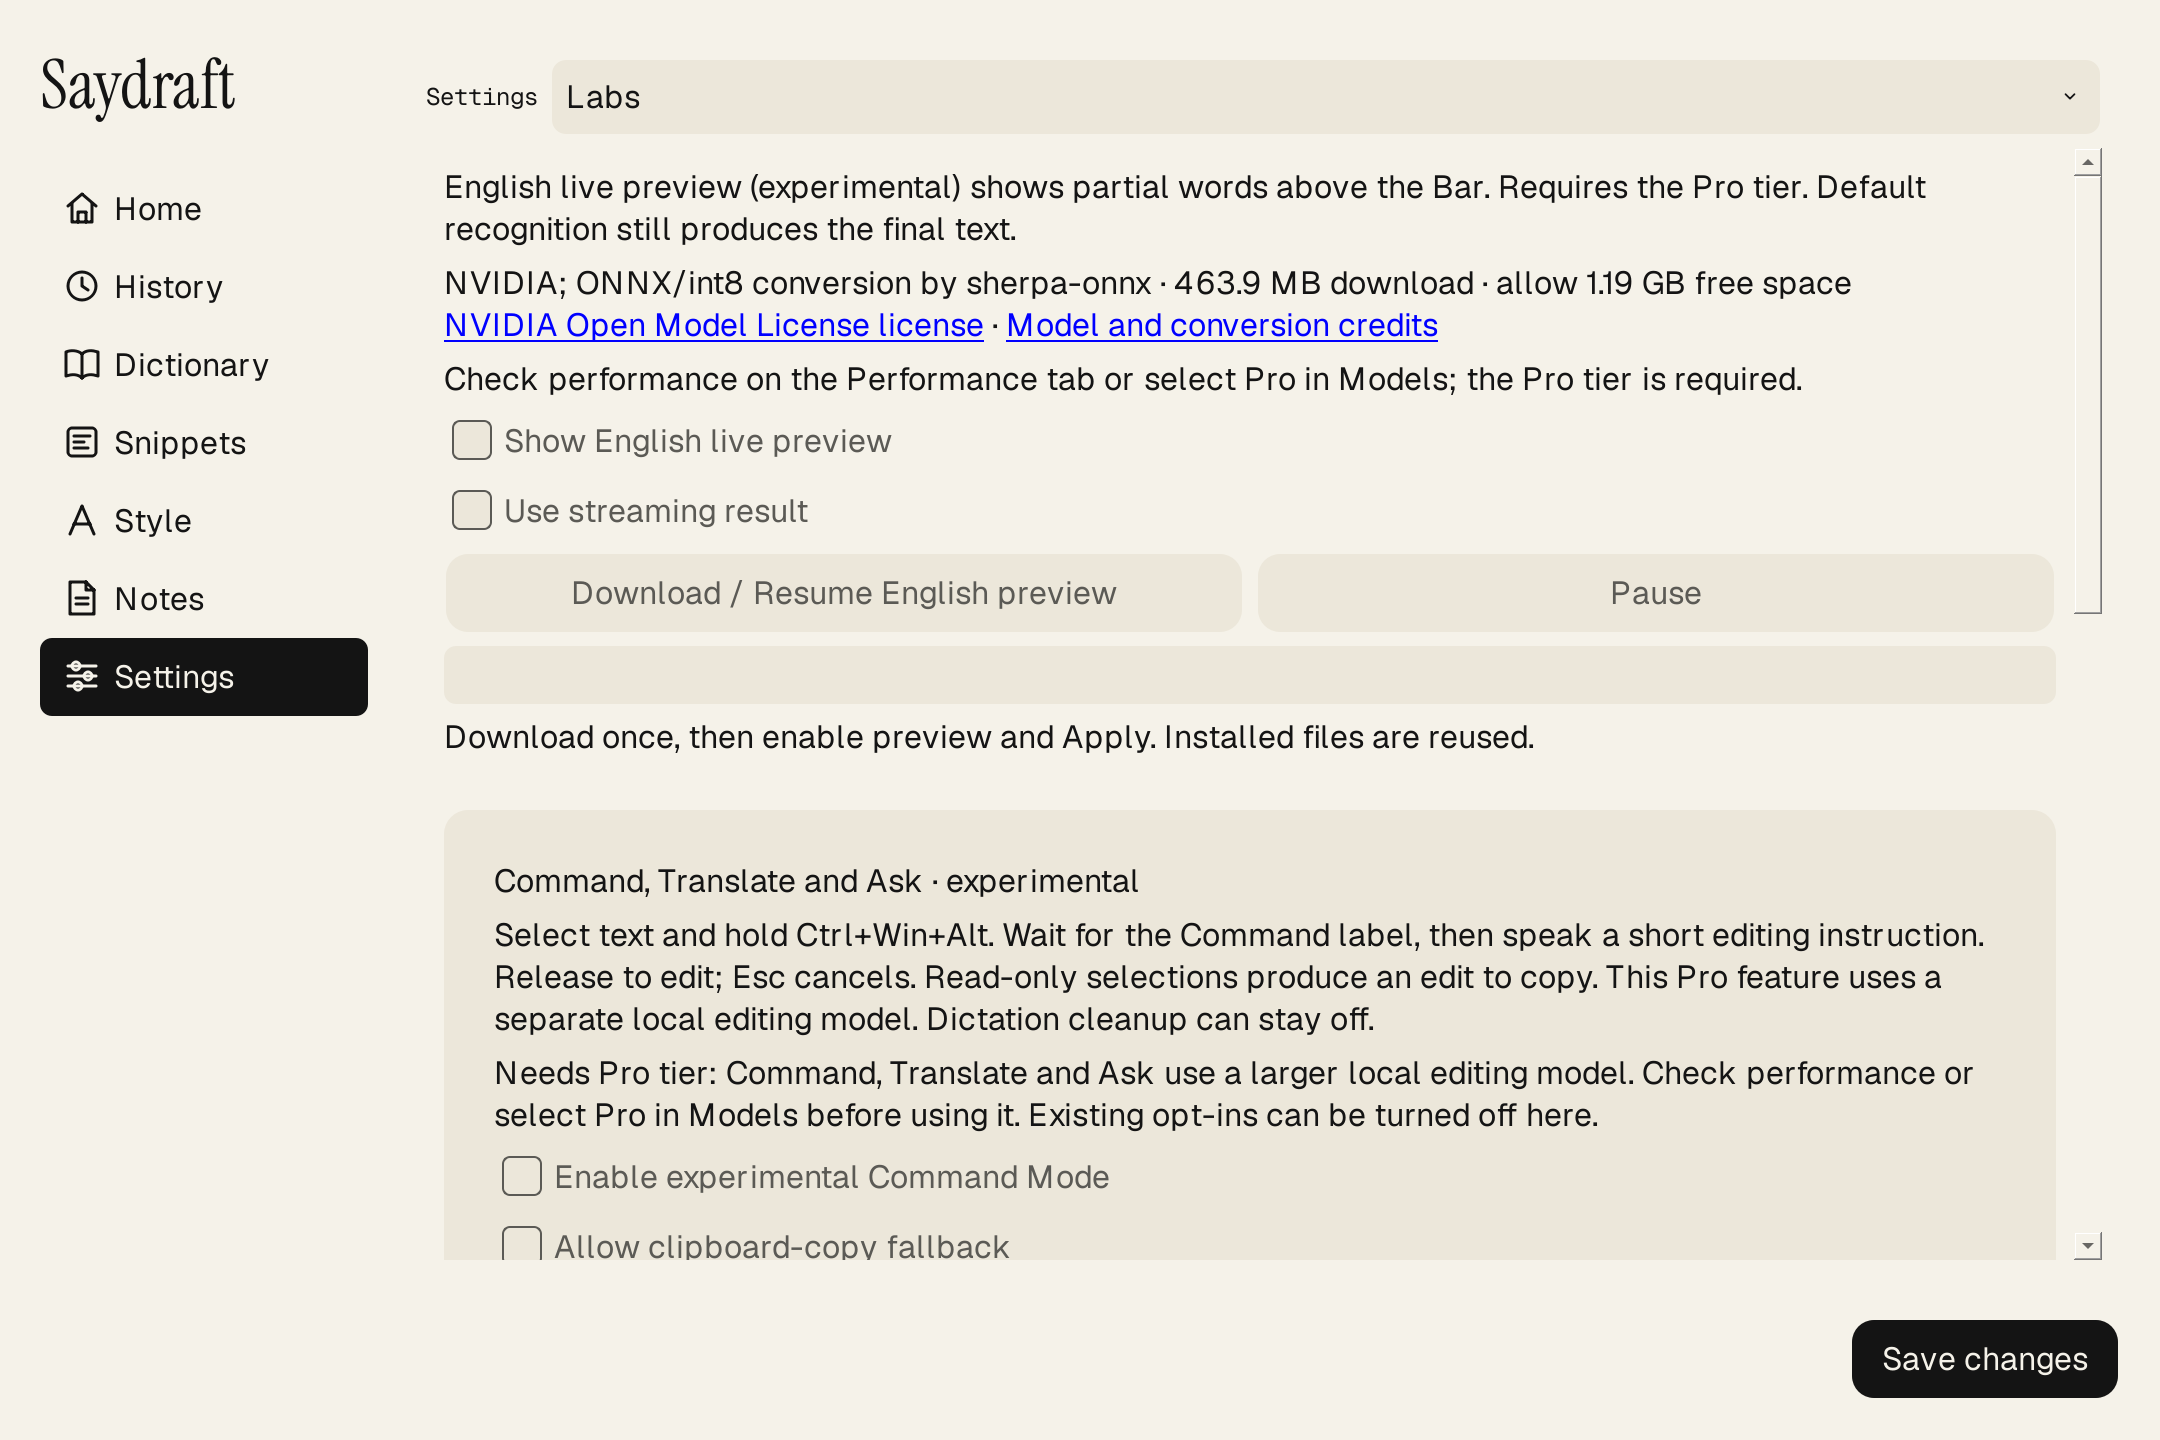 Saydraft
Settings
Labs
Home
History
Dictionary
Snippets
Style
Notes
Settings
English live preview (experimental) shows partial words above the Bar. Requires the Pro tier. Default
recognition still produces the final text.
NVIDIA; ONNX/int8 conversion by sherpa-onnx · 463.9 MB download · allow 1.19 GB free space
NVIDIA Open Model License license · Model and conversion credits
Check performance on the Performance tab or select Pro in Models; the Pro tier is required.
Show English live preview
Use streaming result
Download / Resume English preview
Pause
Download once, then enable preview and Apply. Installed files are reused.
Command, Translate and Ask · experimental
Select text and hold Ctrl+Win+Alt. Wait for the Command label, then speak a short editing instruction.
Release to edit; Esc cancels. Read-only selections produce an edit to copy. This Pro feature uses a
separate local editing model. Dictation cleanup can stay off.
Needs Pro tier: Command, Translate and Ask use a larger local editing model. Check performance or
select Pro in Models before using it. Existing opt-ins can be turned off here.
Enable experimental Command Mode
Allow clipboard-copy fallback
Save changes